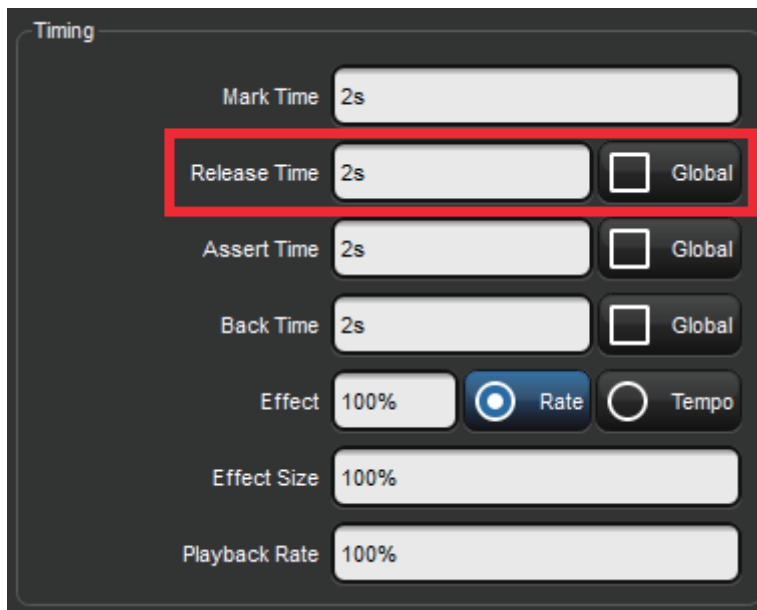 Timing
Mark Time 2s
Release Time 2s Global
Assert Time 2s Global
Back Time 2s Global
Effect 100% Rate Tempo
Effect Size 100%
Playback Rate 100%